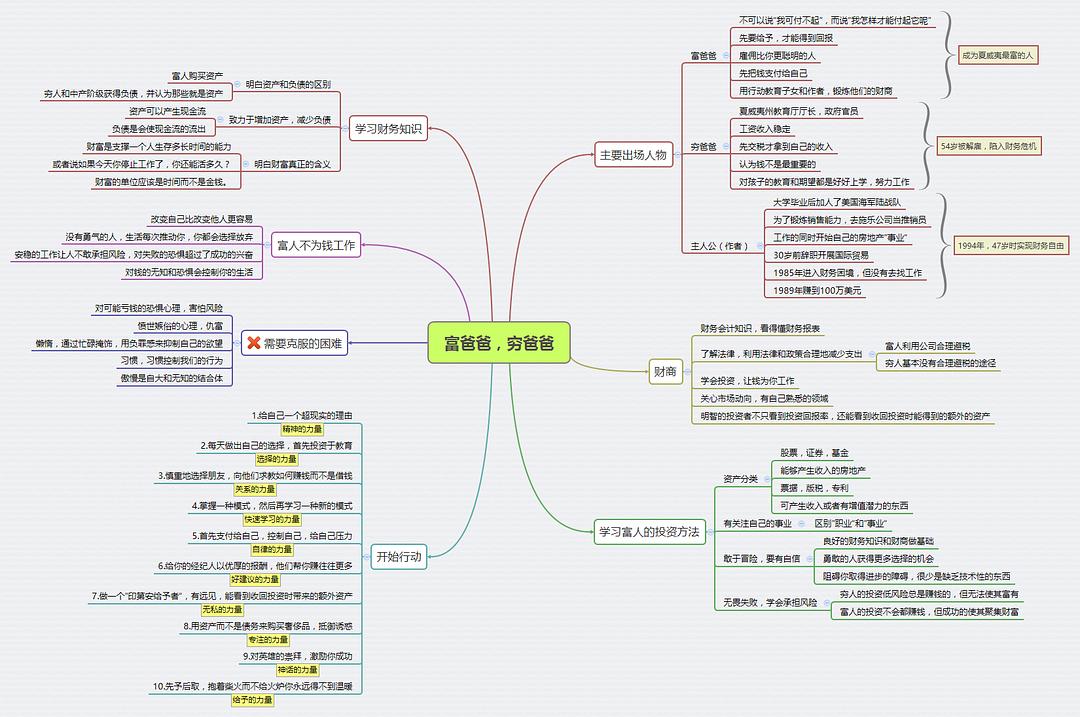 富爸爸，穷爸爸
主要出场人物
富爸爸
不可以说"我可付不起"，而说"我怎样才能付起它呢"
先要给予，才能得到回报
雇佣比你更聪明的人
先把钱支付给自己
用行动教育子女和作者，锻炼他们的财商
成为夏威夷最富的人
穷爸爸
夏威夷州教育厅厅长，政府官员
工资收入稳定
先交税才拿到自己的收入
认为钱不是最重要的
对孩子的教育和期望都是好好上学，努力工作
54岁被解雇，陷入财务危机
主人公（作者）
大学毕业后加入了美国海军陆战队
为了锻炼销售能力，去施乐公司当推销员
工作的同时开始自己的房地产"事业"
30岁前辞职开展国际贸易
1985年进入财务困境，但没有去找工作
1989年赚到100万美元
1994年，47岁时实现财务自由
财商
财务会计知识，看得懂财务报表
了解法律，利用法律和政策合理地减少支出
富人利用公司合理避税
穷人基本没有合理避税的途径
学会投资，让钱为你工作
关心市场动向，有自己熟悉的领域
明智的投资者不只看到投资回报率，还能看到收回投资时能得到的额外的资产
学习富人的投资方法
资产分类
股票，证券，基金
能够产生收入的房地产
票据，版税，专利
可产生收入或者有增值潜力的东西
有关注自己的事业
区别"职业"和"事业"
敢于冒险，要有自信
良好的财务知识和财商做基础
勇敢的人获得更多选择的机会
阻碍你取得进步的障碍，很少是缺乏技术性的东西
无畏失败，学会承担风险
穷人的投资低风险总是赚钱的，但无法使其富有
富人的投资不会都赚钱，但成功的使其聚集财富
学习财务知识
明白资产和负债的区别
富人购买资产
穷人和中产阶级获得负债，并认为那些就是资产
致力于增加资产，减少负债
资产可以产生现金流
负债是会使现金流的流出
明白财富真正的含义
财富是支撑一个人生存多长时间的能力
或者说如果今天你停止工作了，你还能活多久？
财富的单位应该是时间而不是金钱。
富人不为钱工作
改变自己比改变他人更容易
没有勇气的人，生活每次推动你，你都会选择放弃
安稳的工作让人不敢承担风险，对失败的恐惧超过了成功的兴奋
对钱的无知和恐惧会控制你的生活
需要克服的困难
对可能亏钱的恐惧心理，害怕风险
愤世嫉俗的心理，仇富
懒惰，通过忙碌掩饰，用负罪感来抑制自己的欲望
习惯，习惯控制我们的行为
傲慢是自大和无知的结合体
开始行动
1.给自己一个超现实的理由
精神的力量
2.每天做出自己的选择，首先投资于教育
选择的力量
3.慎重地选择朋友，向他们求教如何赚钱而不是借钱
关系的力量
4.掌握一种模式，然后再学习一种新的模式
快速学习的力量
5.首先支付给自己，控制自己，给自己压力
自律的力量
6.给你的经纪人以优厚的报酬，他们帮你赚往往更多
好建议的力量
7.做一个"印第安给予者"，有远见，能看到收回投资时带来的额外资产
无私的力量
8.用资产而不是债务来购买奢侈品，抵御诱惑
专注的力量
9.对英雄的崇拜，激励你成功
神话的力量
10.先予后取，抱着柴火而不给火炉你永远得不到温暖
给予的力量